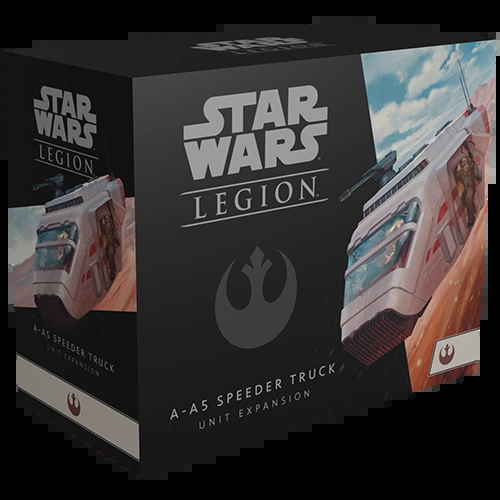 STAR
WARS
LEGION
A-A5 SPEEDER TRUCK
UNIT EXPANSION
STAR
WARS
LEGION
A-A5 SPEEDER TRUCK
UNIT EXPANSION